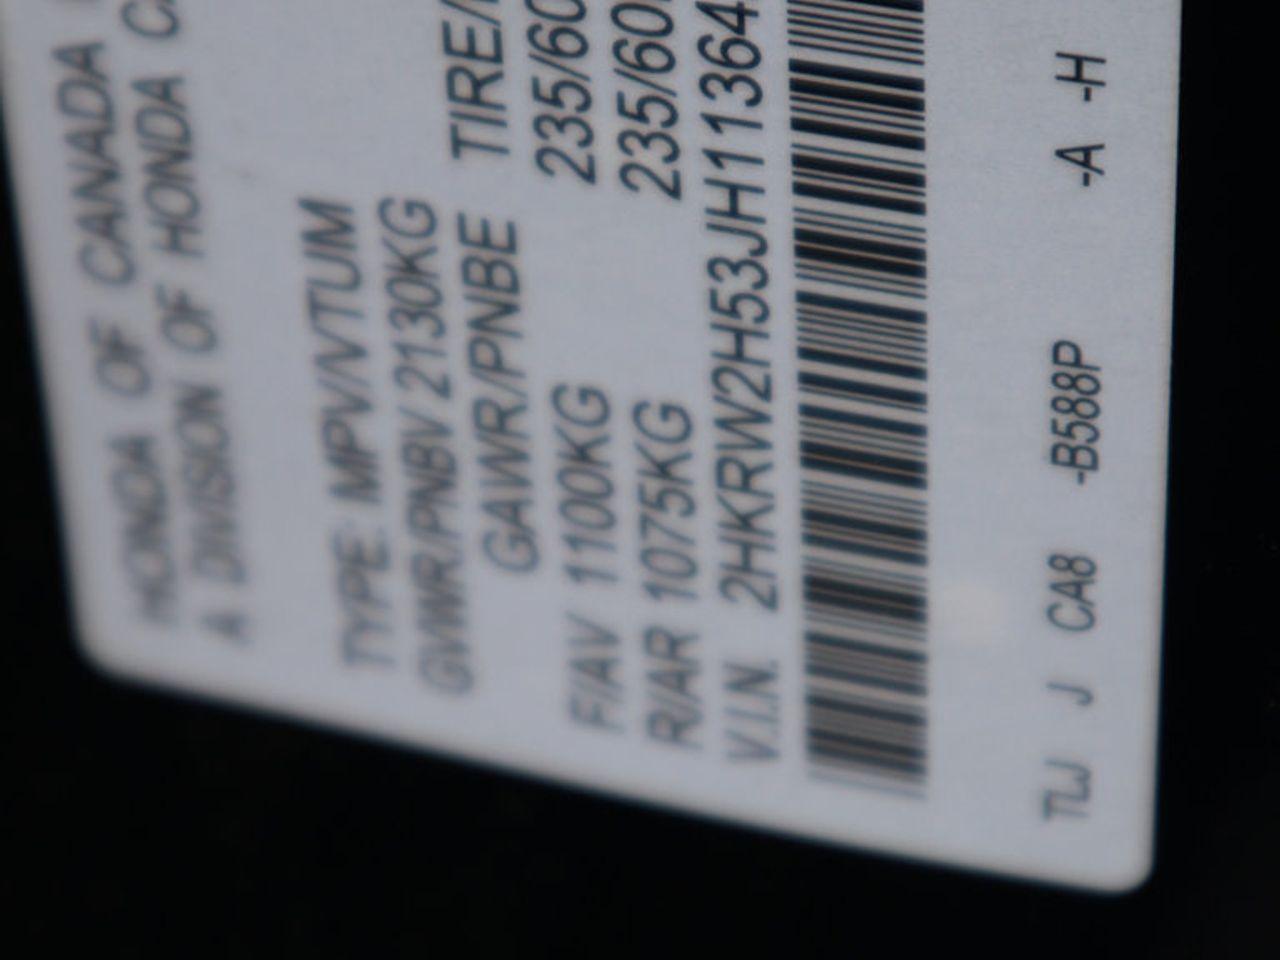 HONDA OF CANADA
A DIVISION OF HONDA
TYPE: MPV/VTUM
GVWR/PNBV 2130KG
GAWR/PNBE TIRE/
F/AV 1100KG 235/60
R/AR 1075KG 235/60
V.I.N. 2HKRW2H53JH11364
TLJ J CA8 -B588P -A -H